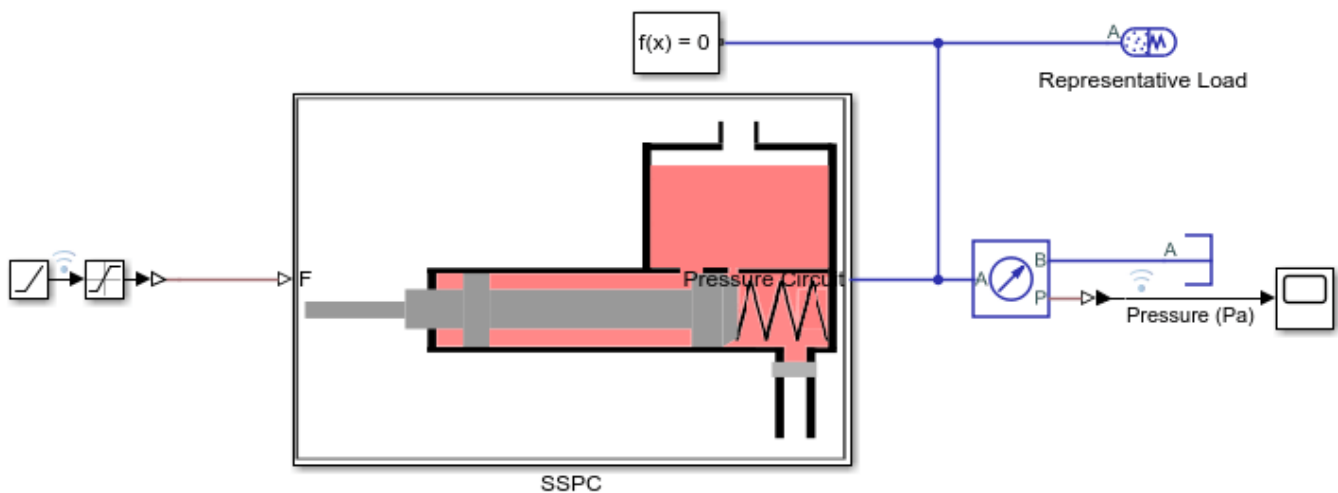 f(x) = 0
A
Representative Load
F
Pressure Circuit
A
B
P
A
Pressure (Pa)
SSPC